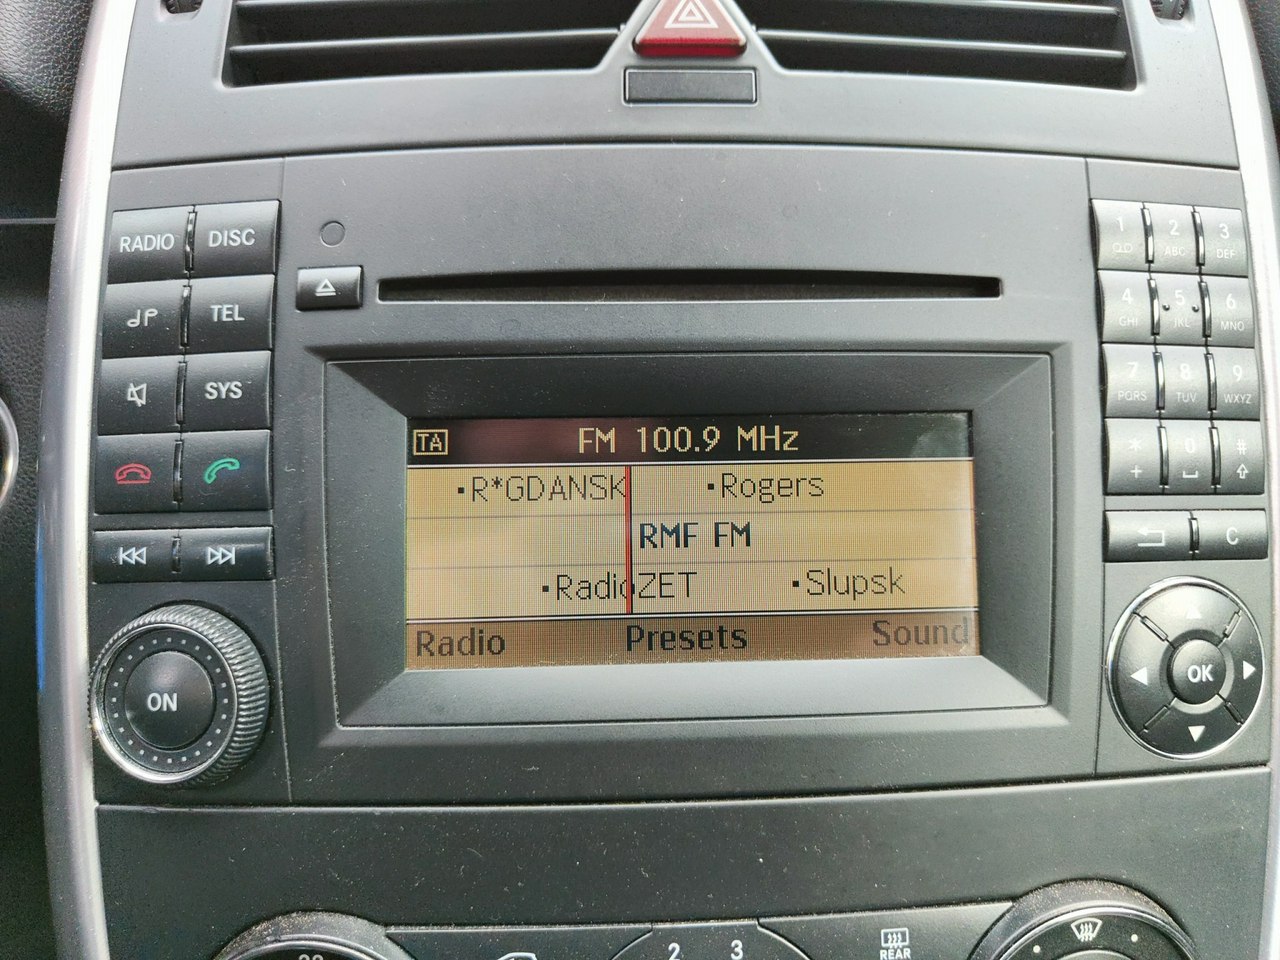 RADIO DISC
TEL
SYS
ON
TA FM 100.9 MHz
R*GDANSK Rogers
RMF FM
RadioZET Slupsk
Radio Presets Sound
1 2 ABC 3 DEF
4 GHI 5 JKL 6 MNO
7 PQRS 8 TUV 9 WXYZ
* + 0 #
C
OK
2 3
REAR